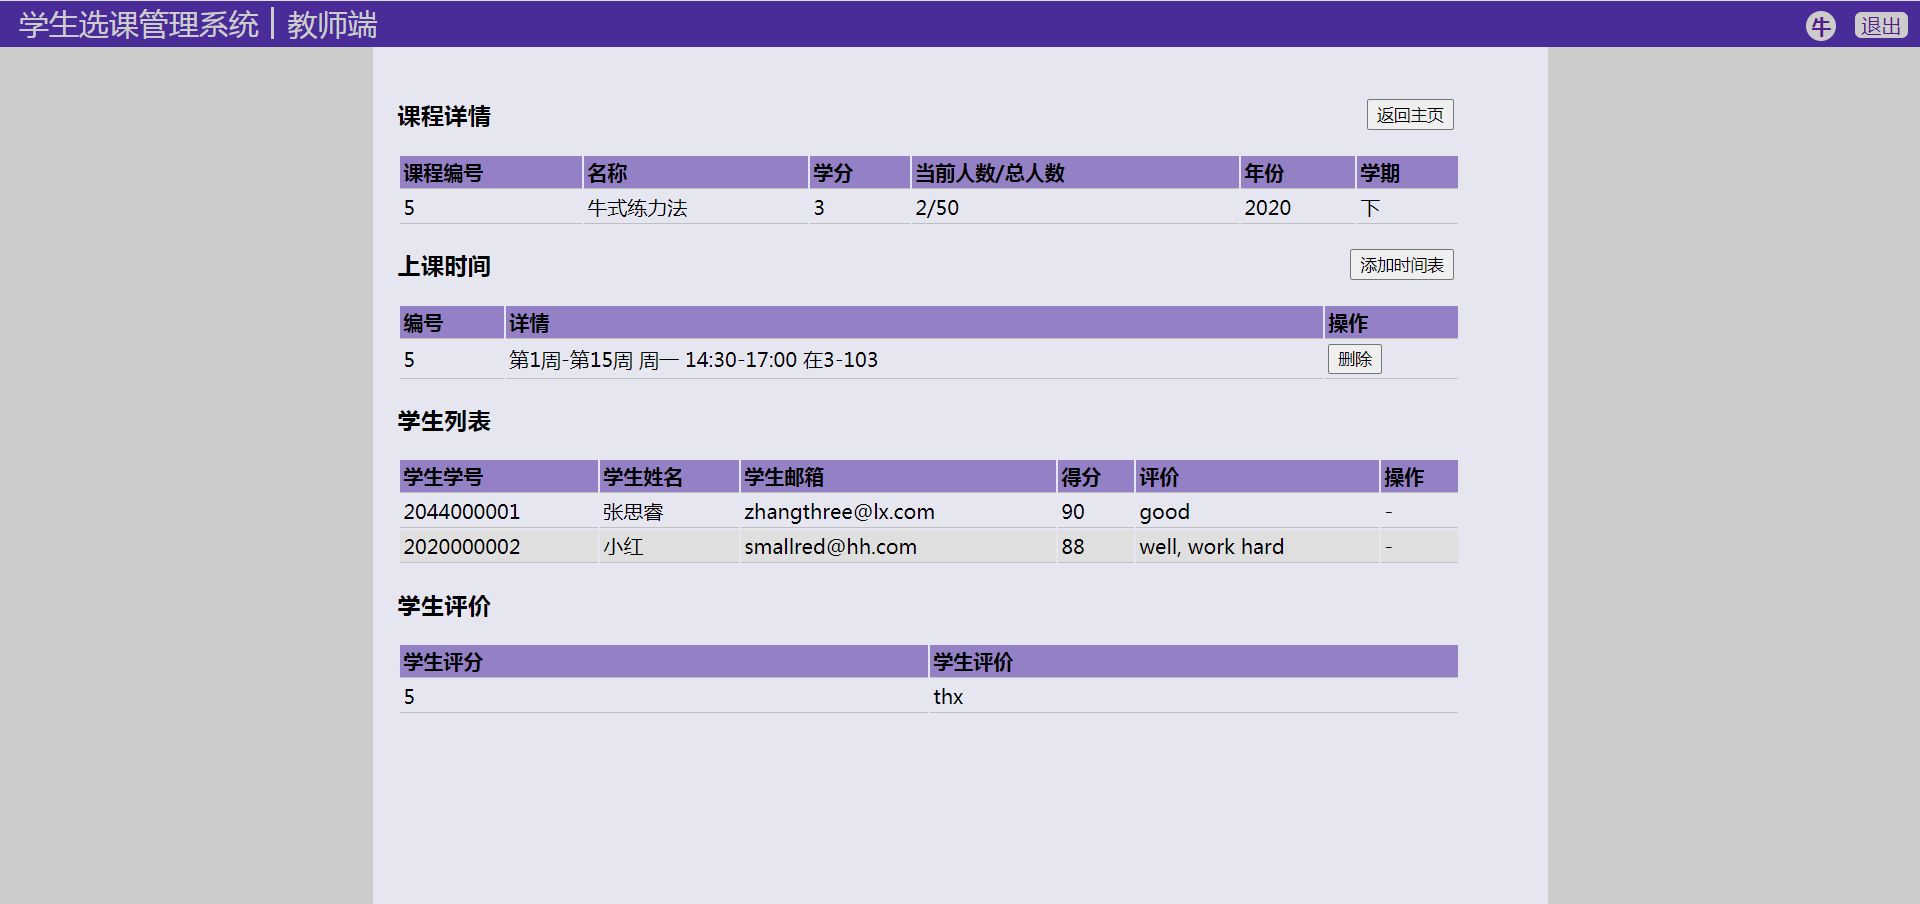 学生选课管理系统 | 教师端 牛 退出
课程详情 返回主页
课程编号 名称 学分 当前人数/总人数 年份 学期
5 牛式练力法 3 2/50 2020 下
上课时间 添加时间表
编号 详情 操作
5 第1周-第15周 周一 14:30-17:00 在3-103 删除
学生列表
学生学号 学生姓名 学生邮箱 得分 评价 操作
2044000001 张思睿 zhangthree@lx.com 90 good -
2020000002 小红 smallred@hh.com 88 well, work hard -
学生评价
学生评分 学生评价
5 thx